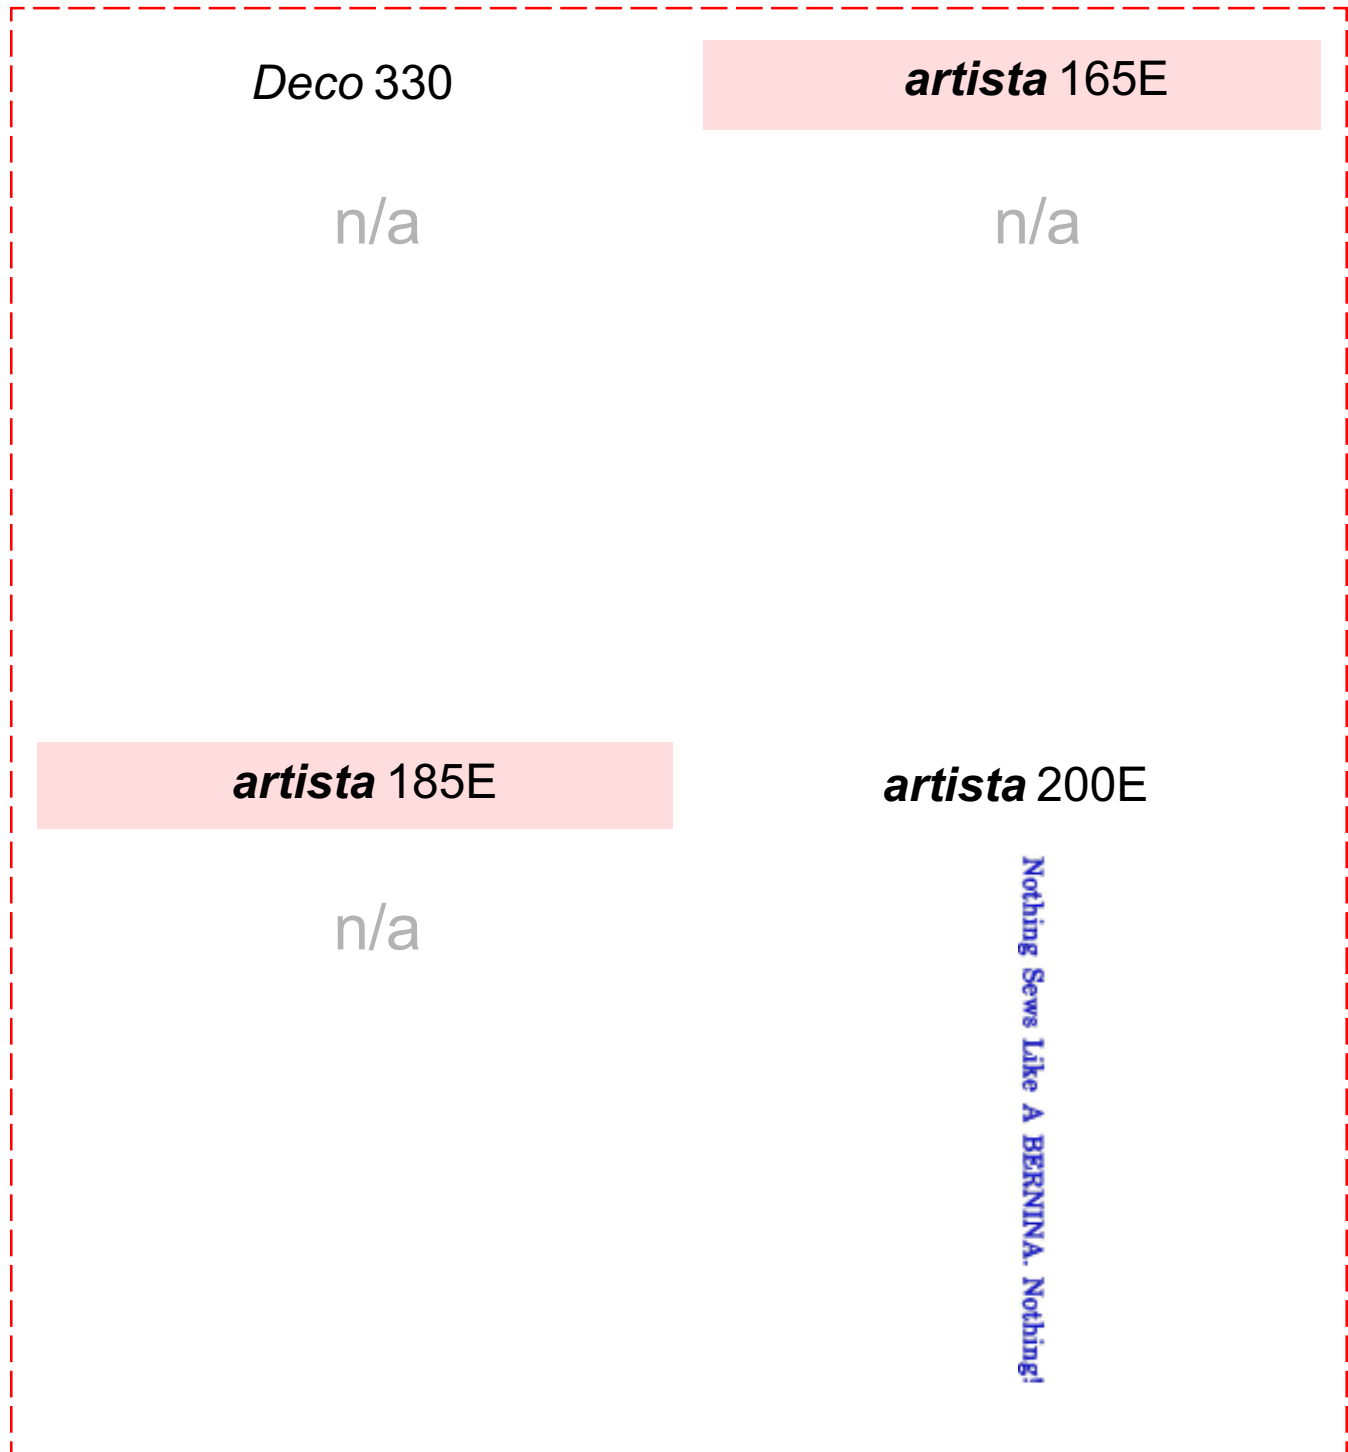 Deco 330
artista 165E
n/a
n/a
artista 185E
artista 200E
n/a
Nothing Sews Like A BERNINA. Nothing!